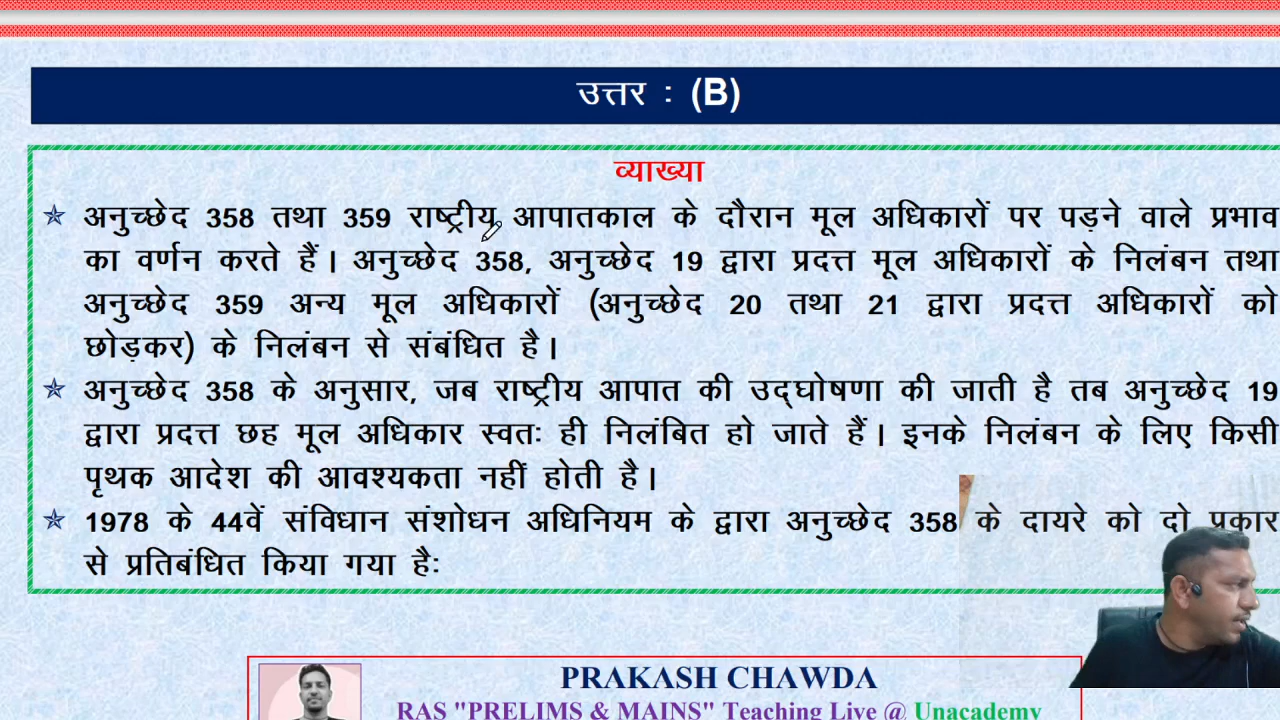 उत्तर : (B)
व्याख्या
अनुच्छेद 358 तथा 359 राष्ट्रीय आपातकाल के दौरान मूल अधिकारों पर पड़ने वाले प्रभाव
का वर्णन करते हैं। अनुच्छेद 358, अनुच्छेद 19 द्वारा प्रदत्त मूल अधिकारों के निलंबन तथा
अनुच्छेद 359 अन्य मूल अधिकारों (अनुच्छेद 20 तथा 21 द्वारा प्रदत्त अधिकारों को
छोड़कर) के निलंबन से संबंधित है।
अनुच्छेद 358 के अनुसार, जब राष्ट्रीय आपात की उद्घोषणा की जाती है तब अनुच्छेद 19
द्वारा प्रदत्त छह मूल अधिकार स्वतः ही निलंबित हो जाते हैं। इनके निलंबन के लिए किसी
पृथक आदेश की आवश्यकता नहीं होती है।
1978 के 44वें संविधान संशोधन अधिनियम के द्वारा अनुच्छेद 358 के दायरे को दो प्रकार
से प्रतिबंधित किया गया है:
PRAKASH CHAWDA
RAS "PRELIMS & MAINS" Teaching Live @ Unacademy